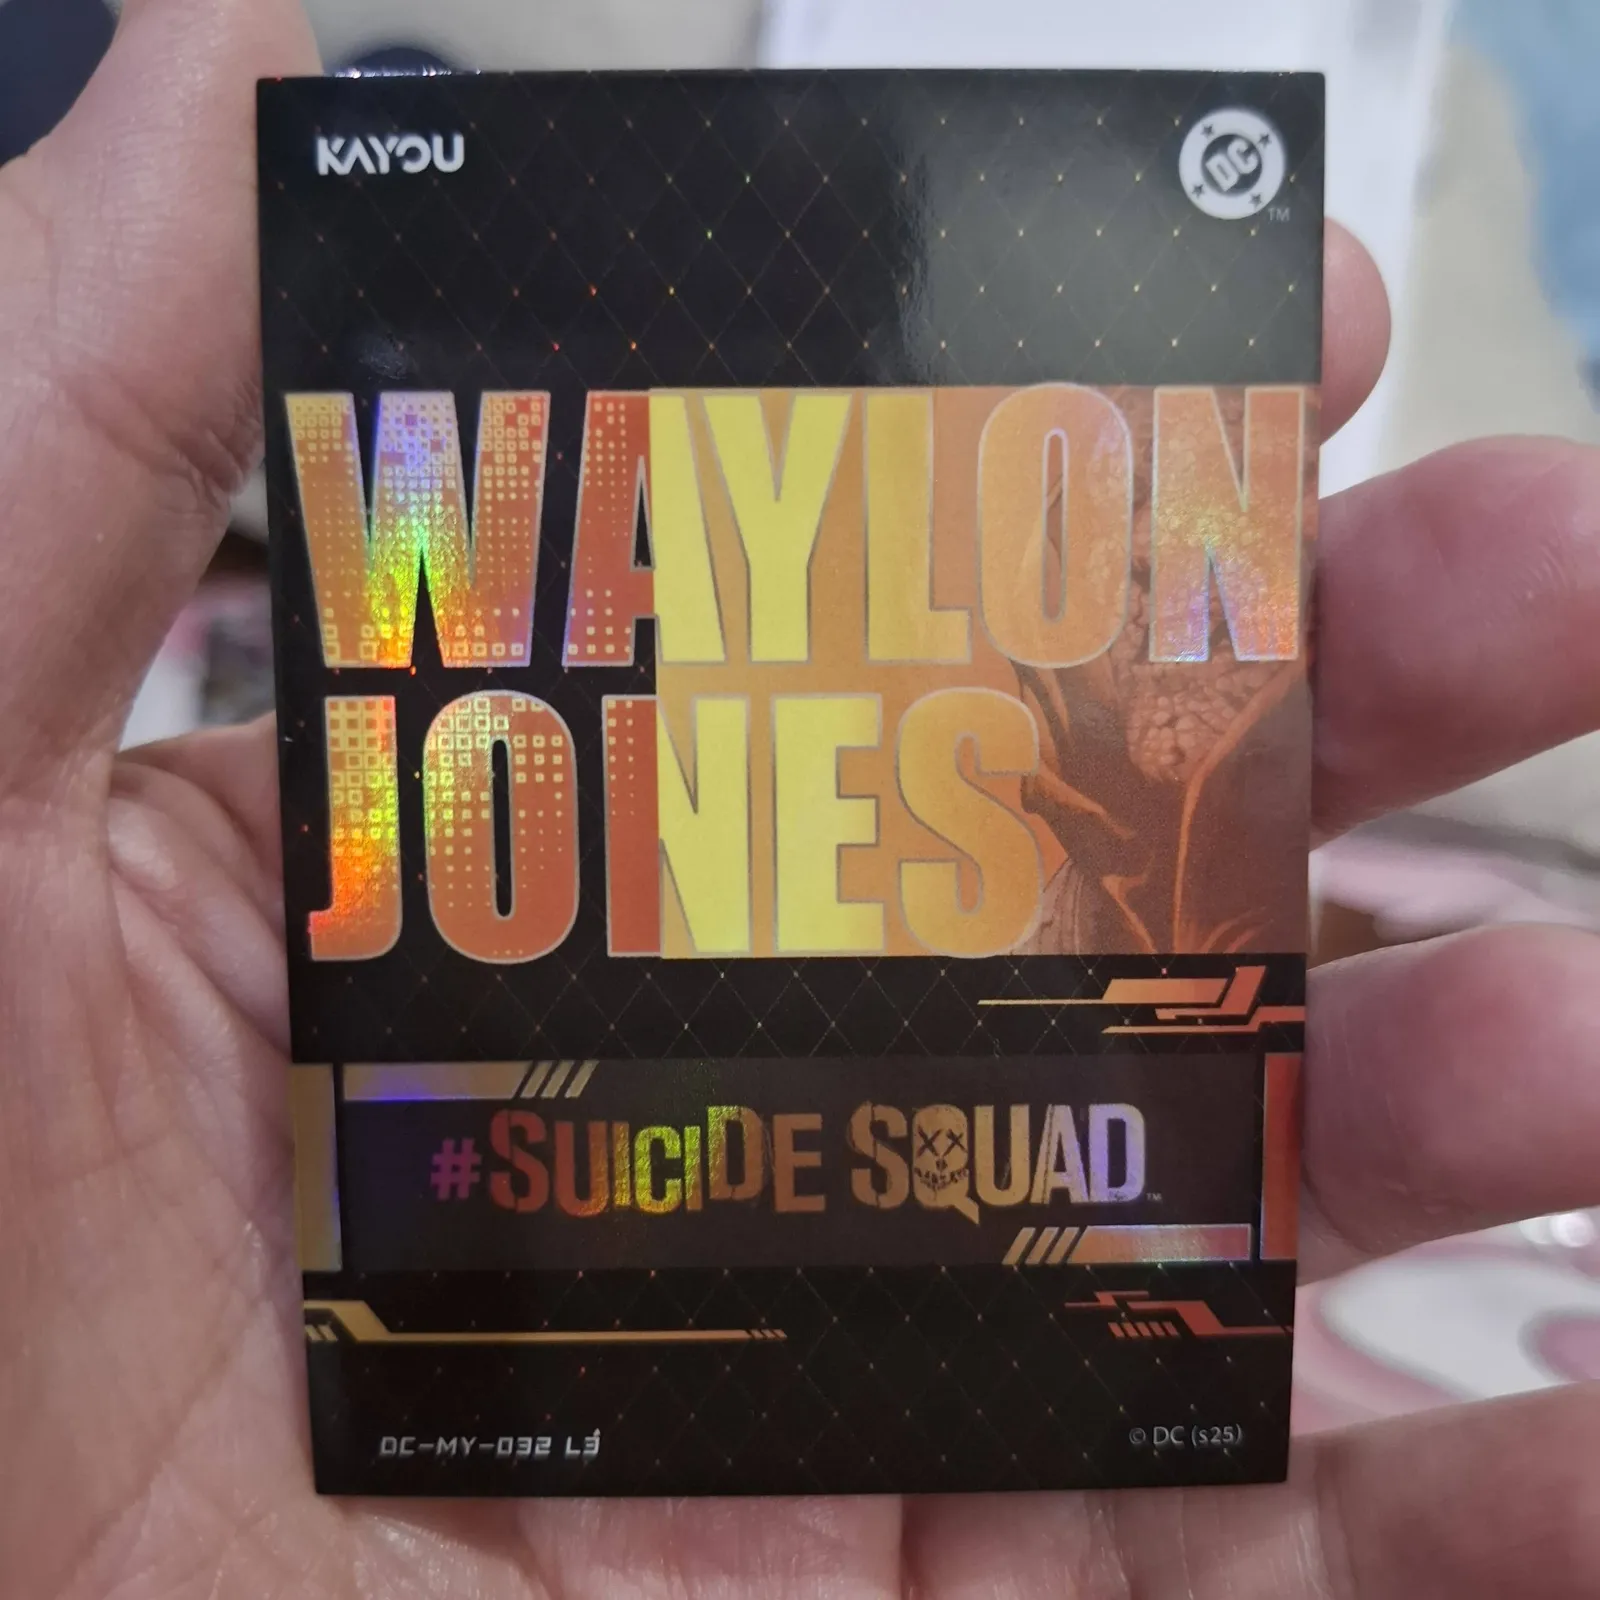 KAYOU
DC
TM
WAYLON
JONES
#SUICIDE SQUAD
TM
DC-MY-032 L3
© DC (s25)